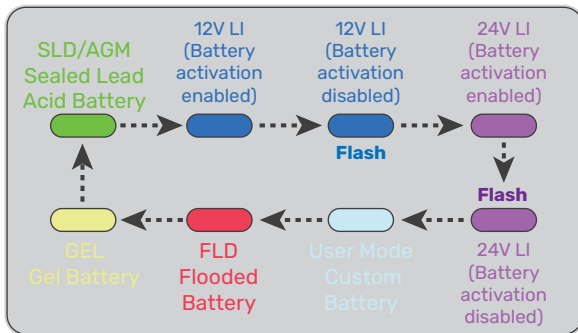 SLD/AGM
Sealed Lead
Acid Battery
12V LI
(Battery
activation
enabled)
12V LI
(Battery
activation
disabled)
Flash
24V LI
(Battery
activation
enabled)
Flash
24V LI
(Battery
activation
disabled)
User Mode
Custom
Battery
FLD
Flooded
Battery
GEL
Gel Battery